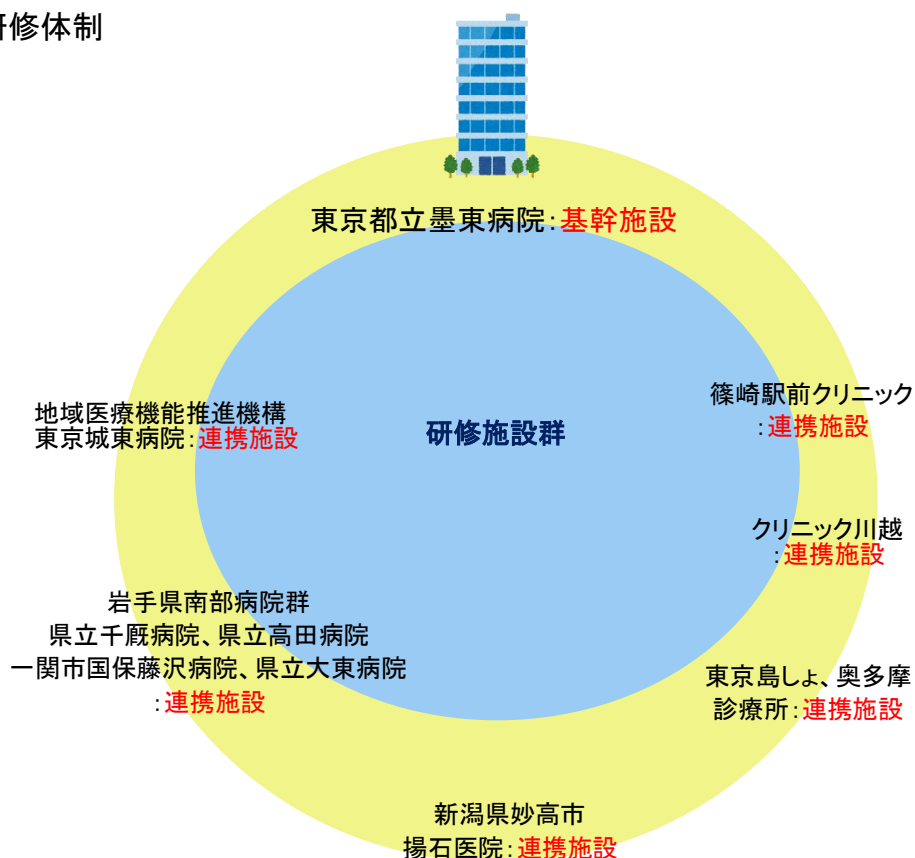 研修体制
東京都立墨東病院：基幹施設
地域医療機能推進機構
東京城東病院：連携施設
研修施設群
篠崎駅前クリニック
：連携施設
クリニック川越
：連携施設
岩手県南部病院群
県立千厩病院、県立高田病院
一関市国保藤沢病院、県立大東病院
：連携施設
東京島しょ、奥多摩
診療所：連携施設
新潟県妙高市
揚石医院：連携施設